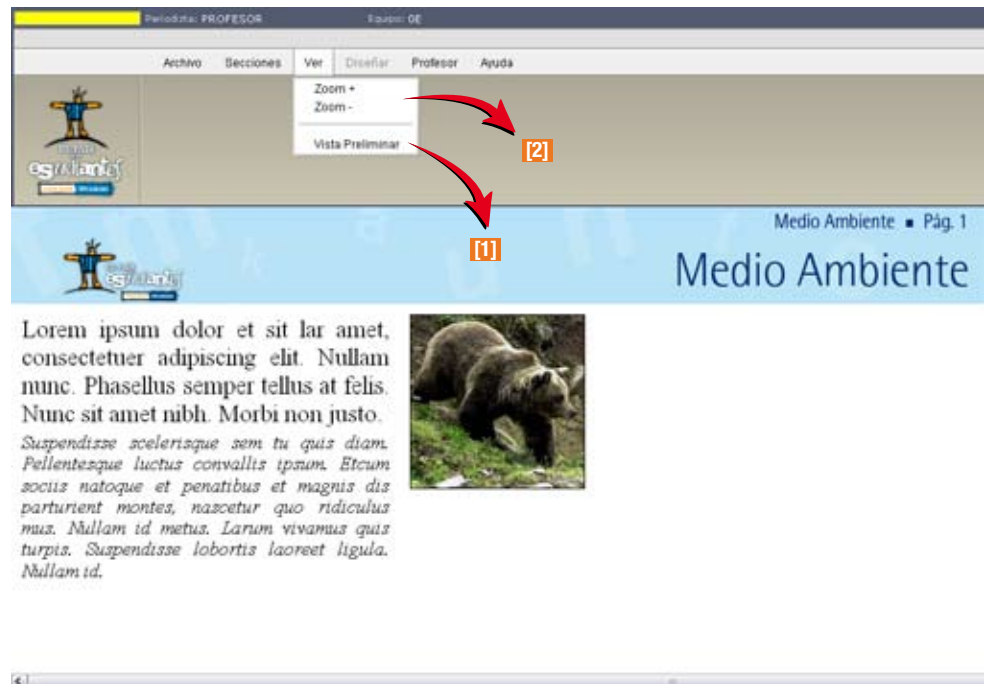 Periodista: PROFESOR Equipo: OE
Archivo Secciones Ver Diseñar Profesor Ayuda
Zoom +
Zoom -
Vista Preliminar
[2]
[1]
estudiantes
Medio Ambiente ▪ Pág. 1
estudiantes
Medio Ambiente
Lorem ipsum dolor et sit lar amet,
consectetuer adipiscing elit. Nullam
nunc. Phasellus semper tellus at felis.
Nunc sit amet nibh. Morbi non justo.
Suspendisse scelerisque sem tu quis diam.
Pellentesque luctus convallis ipsum. Etcum
sociis natoque et penatibus et magnis dis
parturient montes, nascetur quo ridiculus
mus. Nullam id metus. Larum vivamus quis
turpis. Suspendisse lobortis laoreet ligula.
Nullam id.